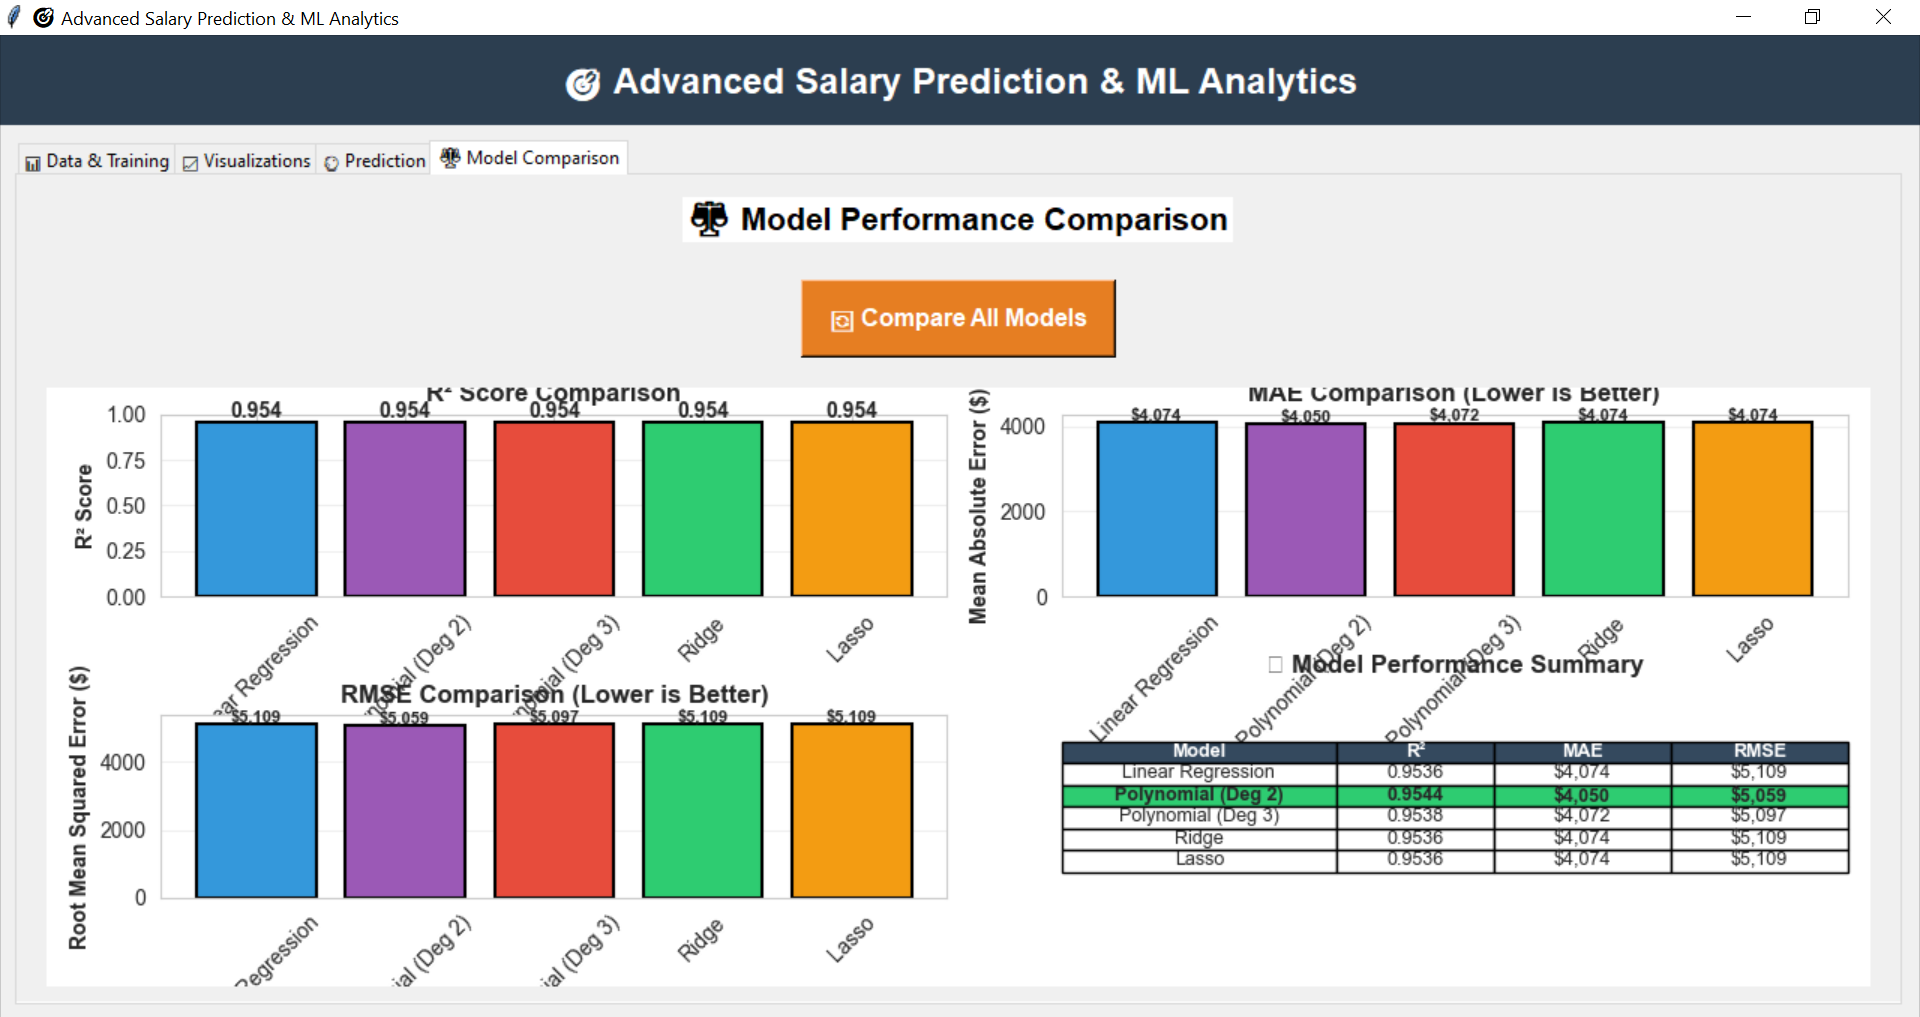 Advanced Salary Prediction & ML Analytics
Advanced Salary Prediction & ML Analytics
Data & Training
Visualizations
Prediction
Model Comparison
Model Performance Comparison
Compare All Models
R² Score Comparison
R² Score
1.00
0.75
0.50
0.25
0.00
0.954
0.954
0.954
0.954
0.954
ear Regression
nomial (Deg 2)
nomial (Deg 3)
Ridge
Lasso
MAE Comparison (Lower is Better)
Mean Absolute Error ($)
4000
2000
0
$4,074
$4,050
$4,072
$4,074
$4,074
Linear Regression
Polynomial (Deg 2)
Polynomial (Deg 3)
Ridge
Lasso
RMSE Comparison (Lower is Better)
Root Mean Squared Error ($)
4000
2000
0
$5,109
$5,059
$5,097
$5,109
$5,109
Regression
ial (Deg 2)
ial (Deg 3)
Ridge
Lasso
Model Performance Summary
Model R² MAE RMSE
Linear Regression 0.9536 $4,074 $5,109
Polynomial (Deg 2) 0.9544 $4,050 $5,059
Polynomial (Deg 3) 0.9538 $4,072 $5,097
Ridge 0.9536 $4,074 $5,109
Lasso 0.9536 $4,074 $5,109